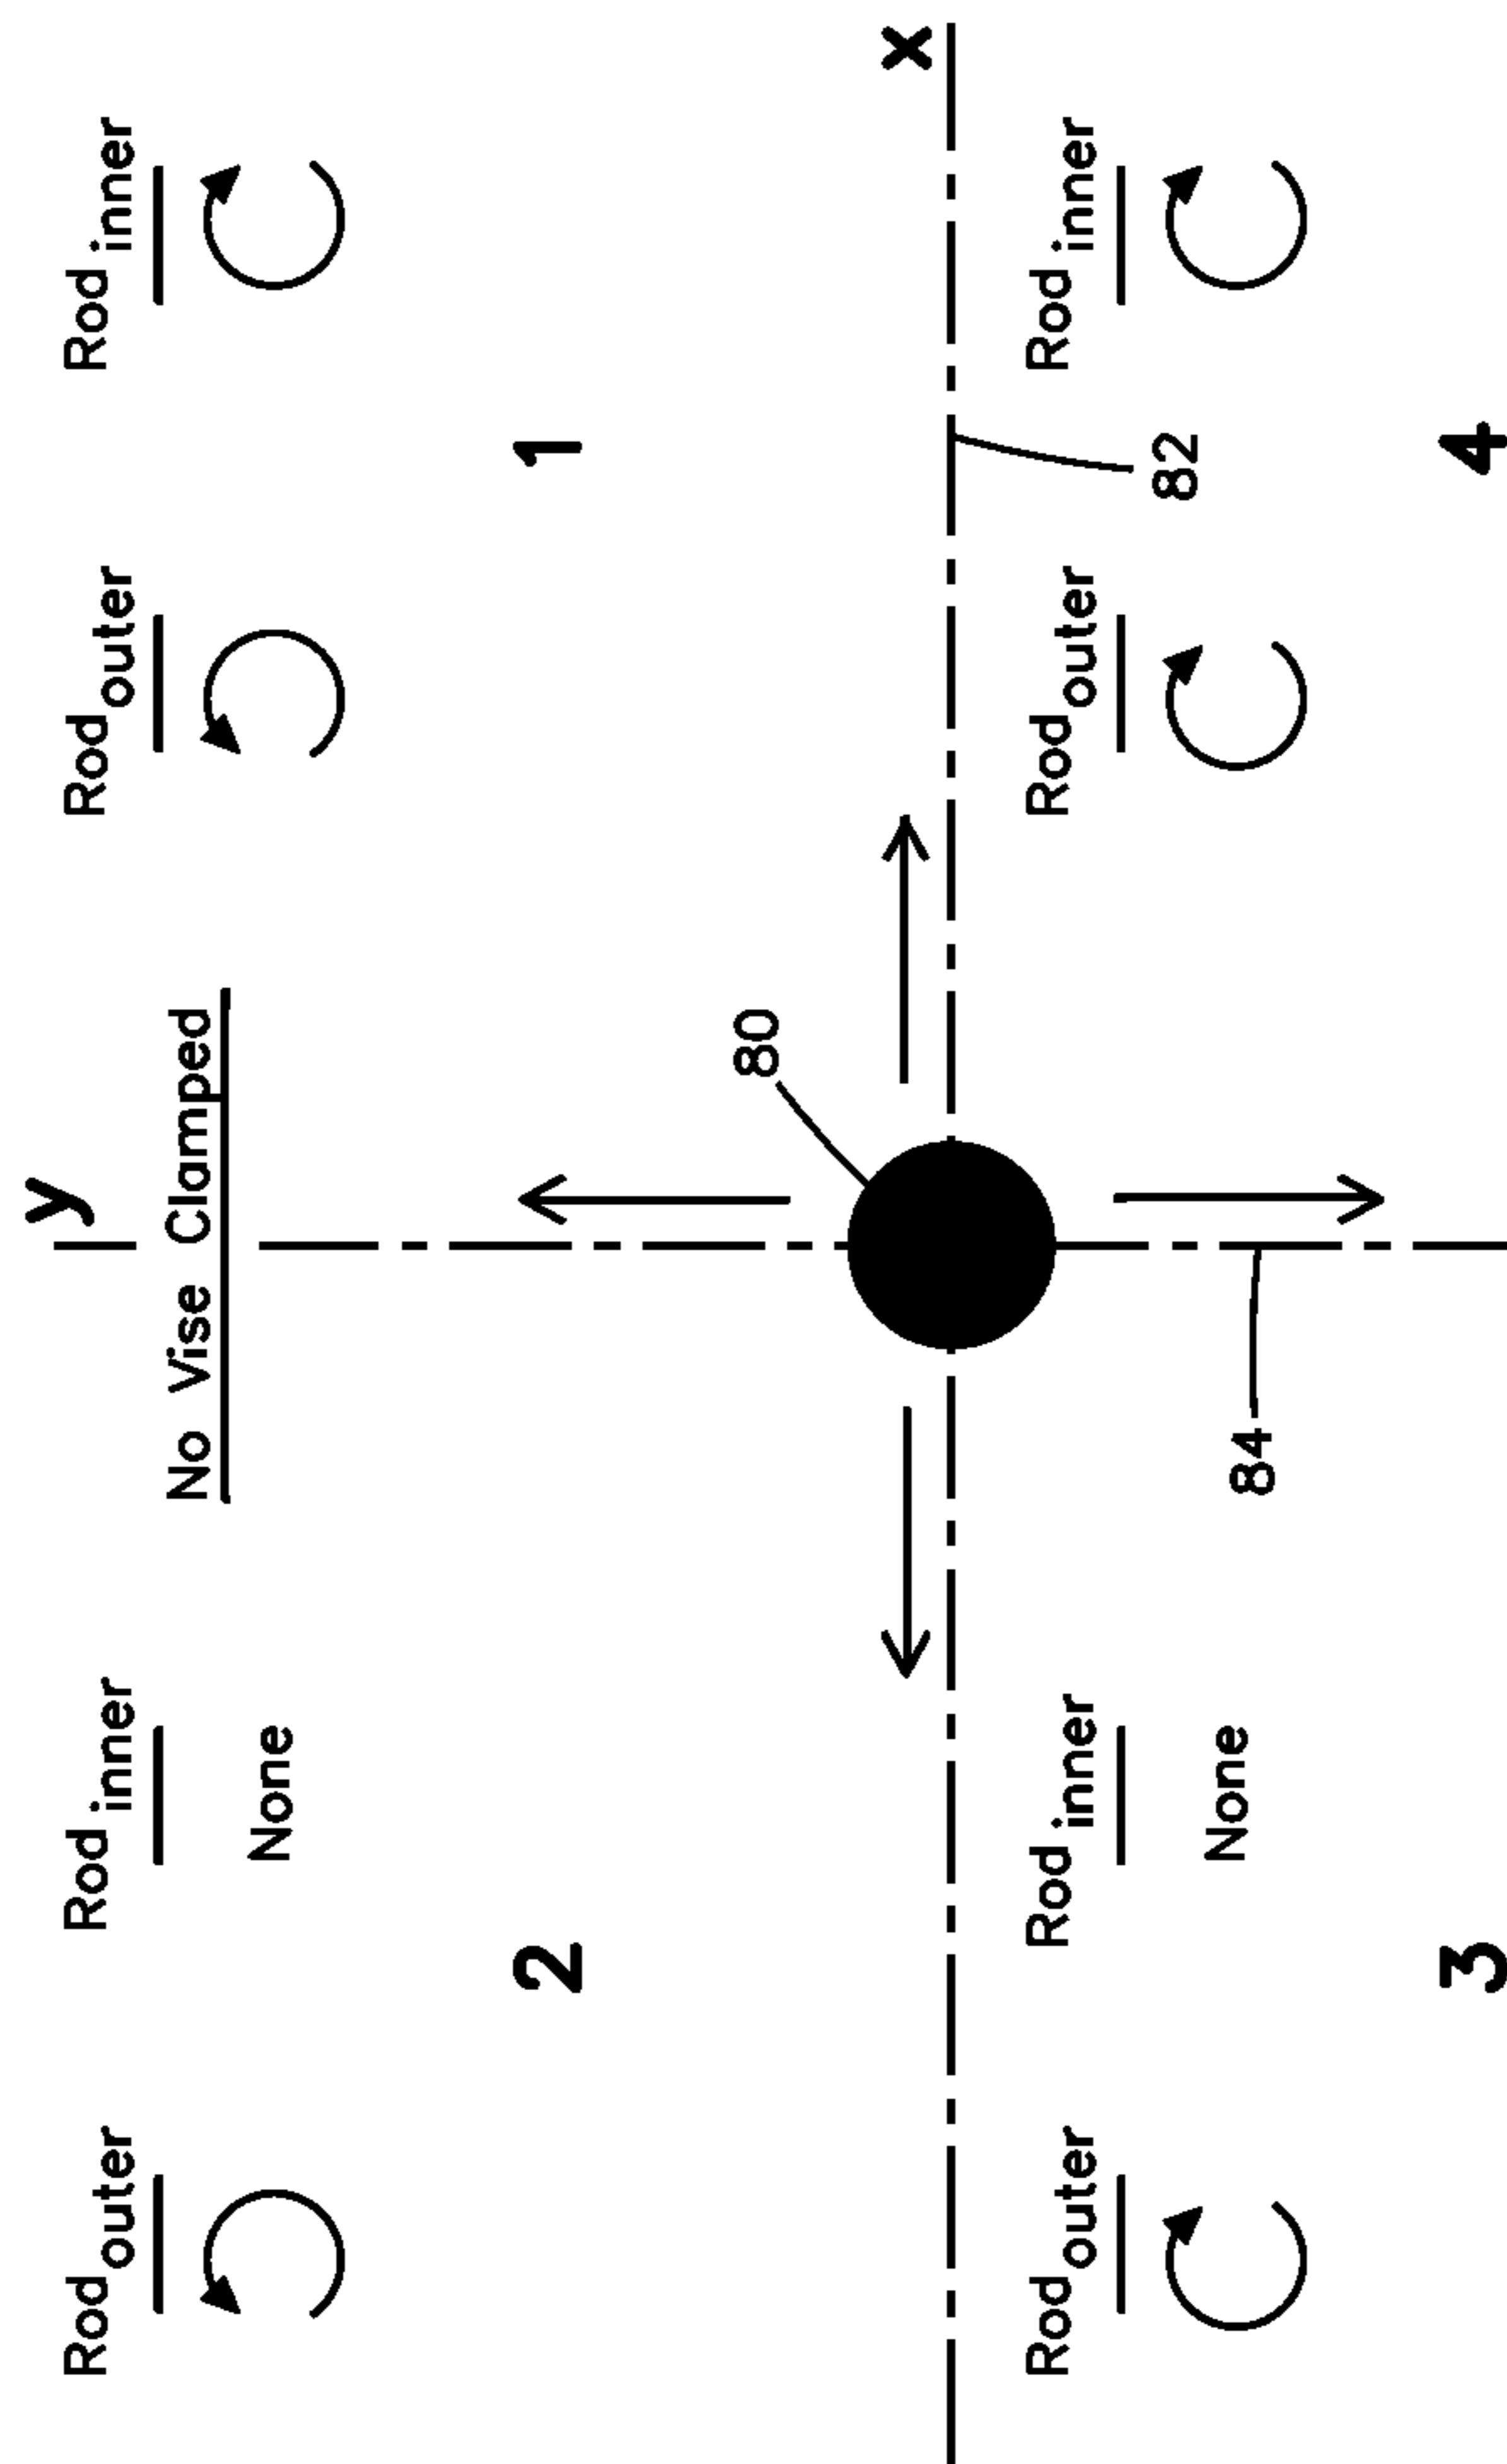 y
Rod outer
Rod inner
Rod outer
Rod inner
No Vise Clamped
None
2
1
80
x
Rod outer
Rod inner
Rod outer
Rod inner
None
82
84
3
4